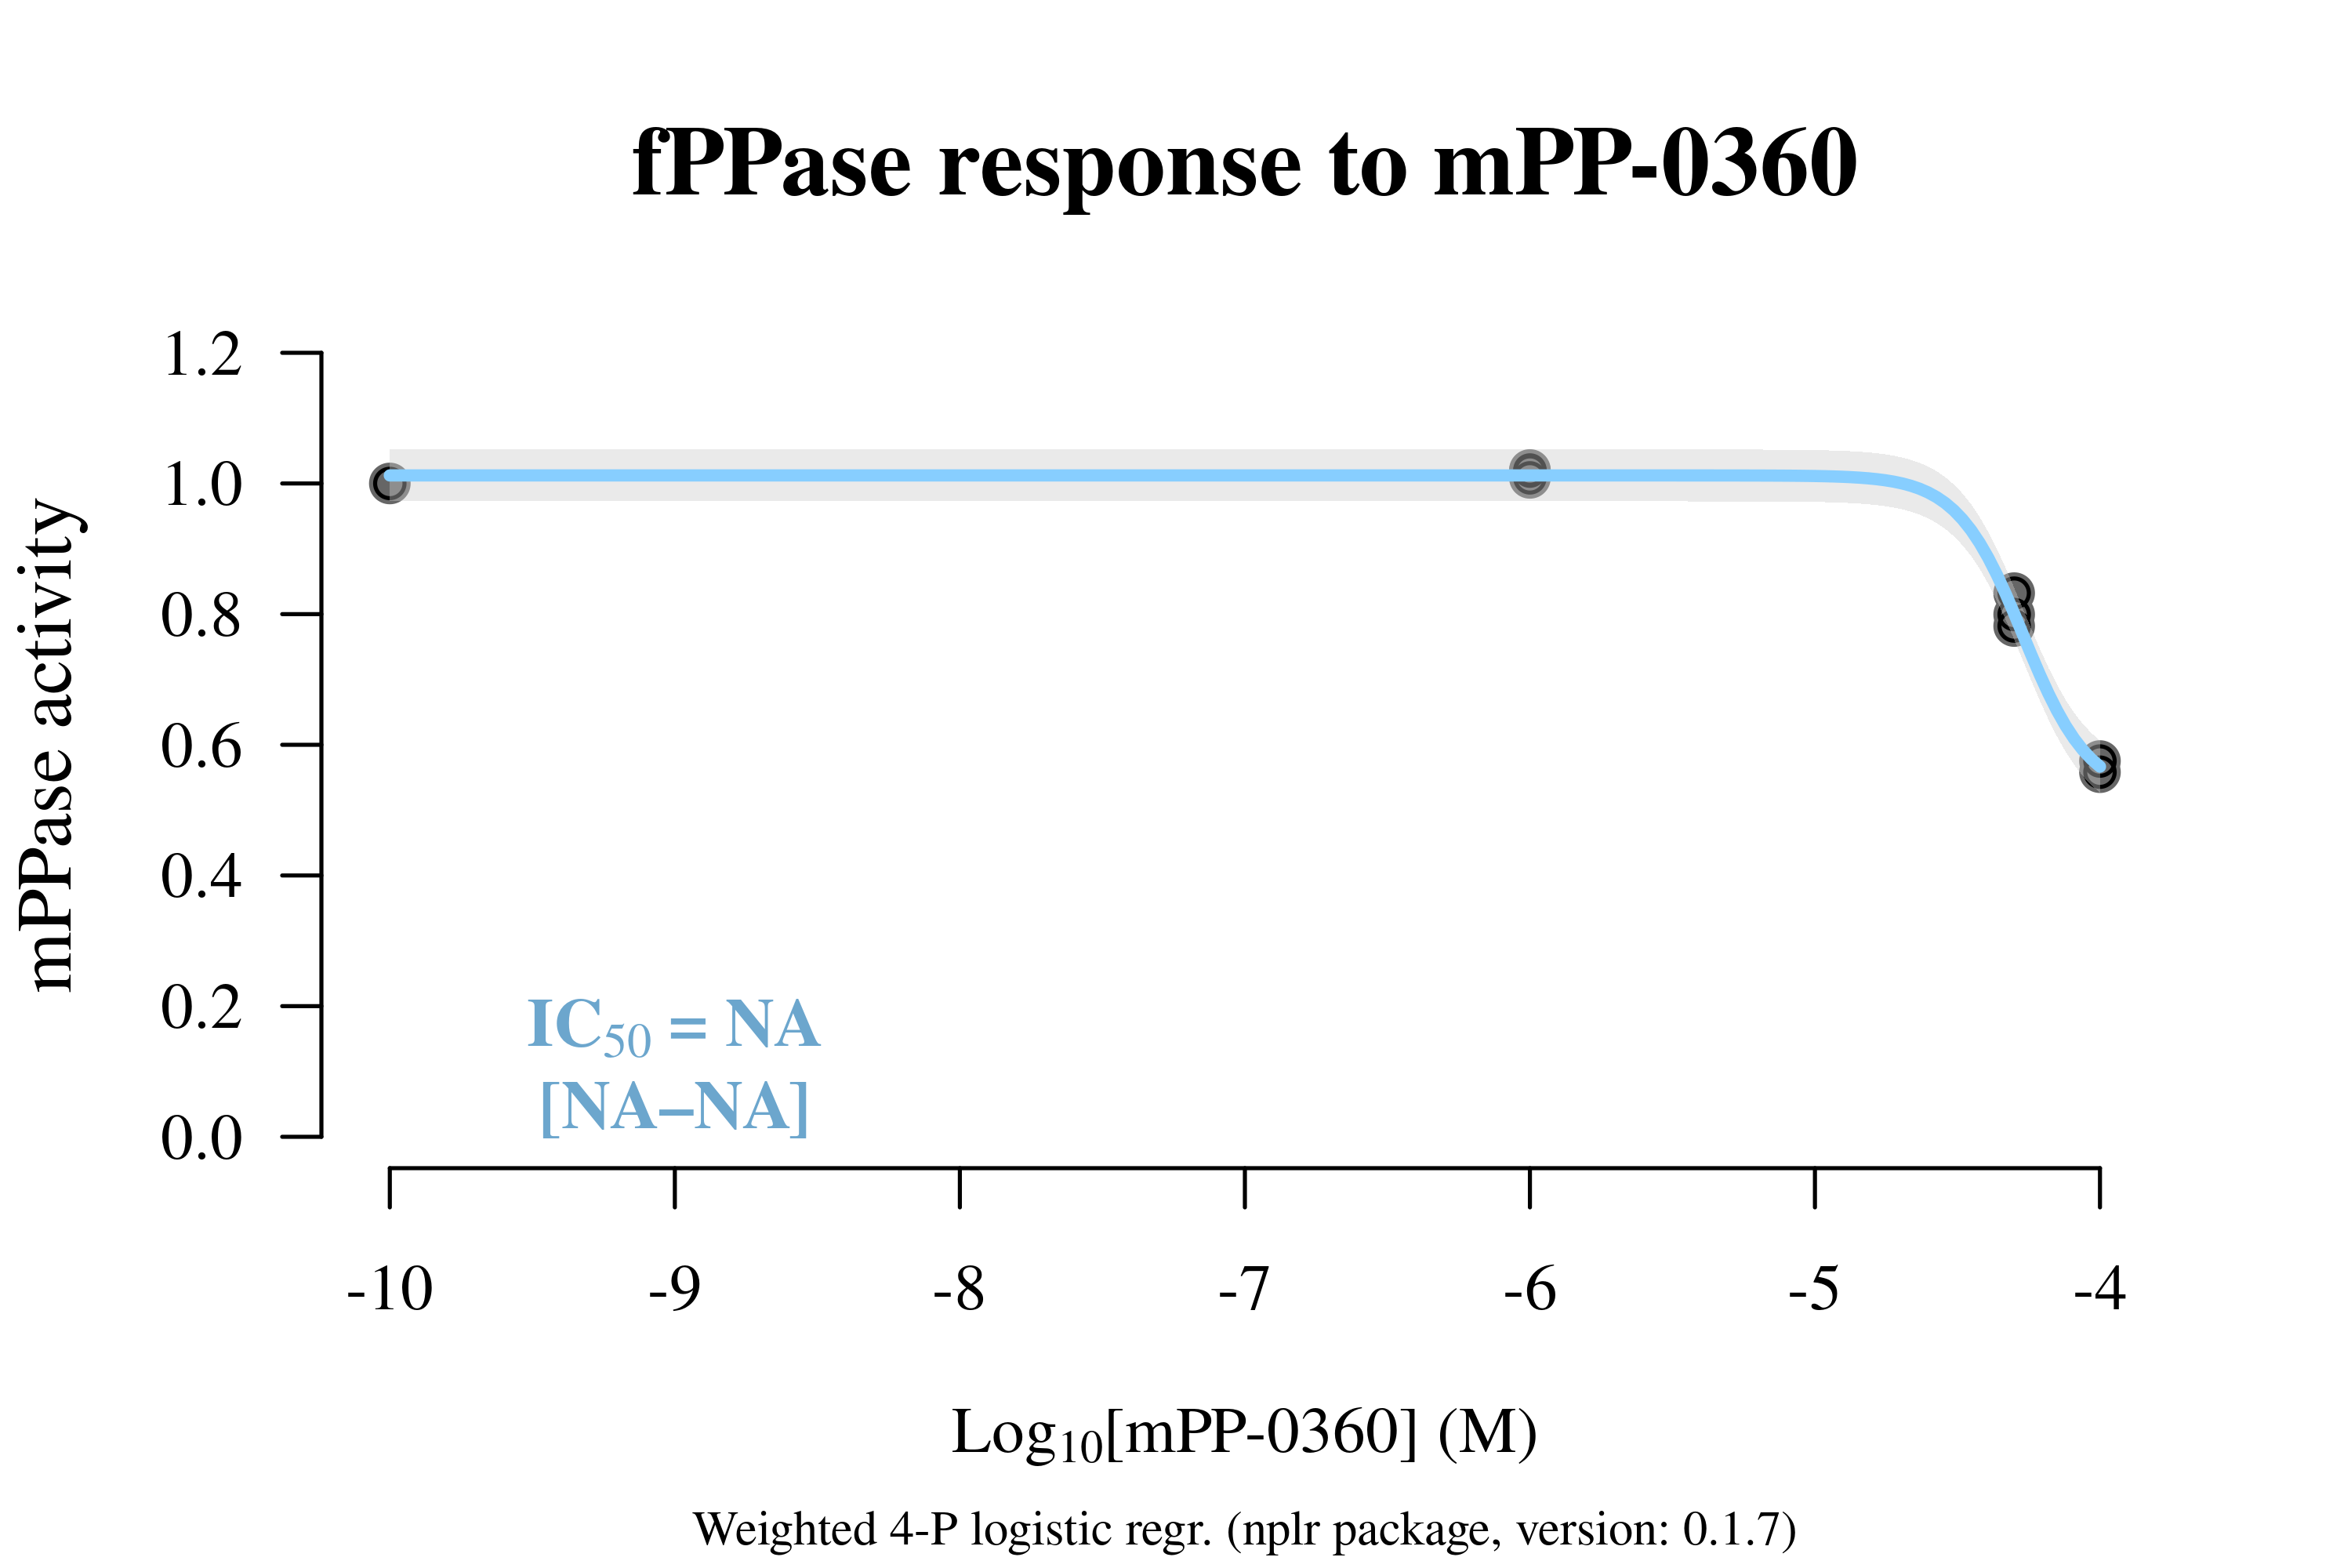 fPPase response to mPP-0360
mPPase activity
1.2
1.0
0.8
0.6
0.4
0.2
0.0
IC50 = NA
[NA–NA]
-10 -9 -8 -7 -6 -5 -4
Log10[mPP-0360] (M)
Weighted 4-P logistic regr. (nplr package, version: 0.1.7)